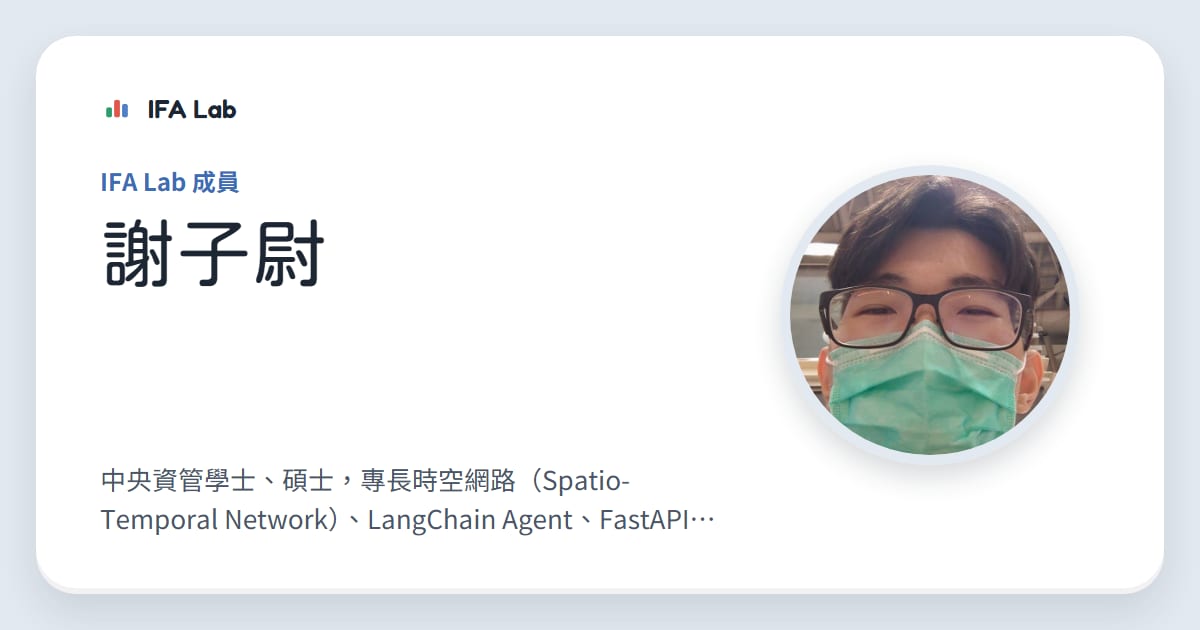 IFA Lab
IFA Lab 成員
謝子尉
中央資管學士、碩士，專長時空網路（Spatio-
Temporal Network）、LangChain Agent、FastAPI…